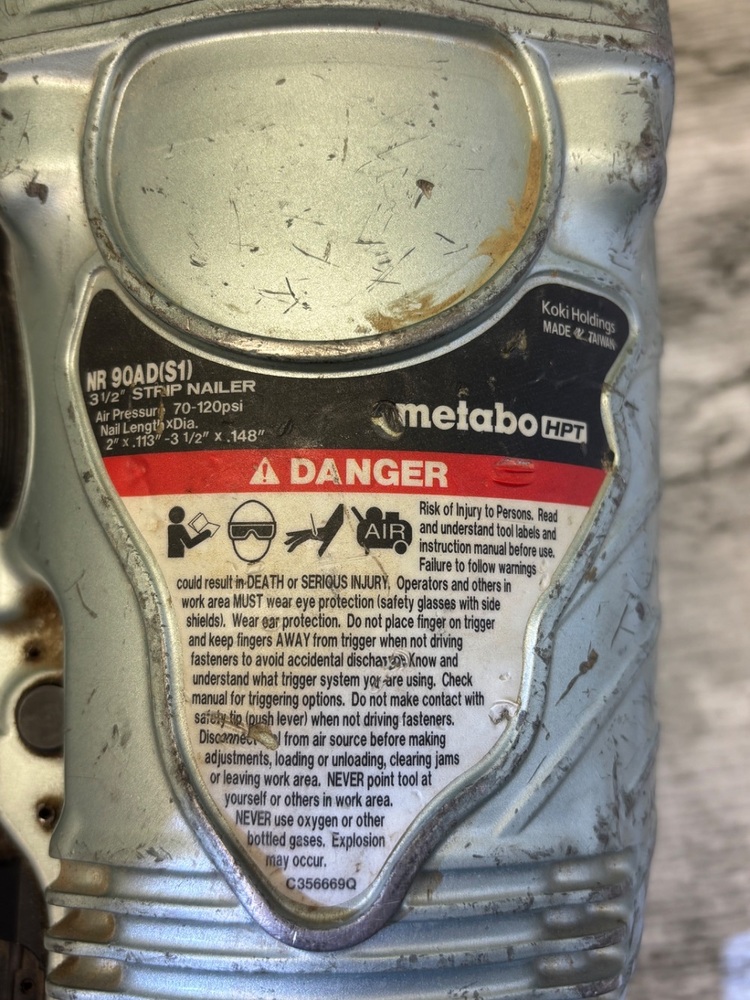 Koki Holdings
MADE TAIWAN
NR 90AD(S1)
3 1/2" STRIP NAILER
Air Pressure 70-120psi
Nail Length xDia.
2" x .113" -3 1/2" x .148"
metabo HPT
DANGER
AIR
Risk of Injury to Persons. Read
and understand tool labels and
instruction manual before use.
Failure to follow warnings
could result in DEATH or SERIOUS INJURY. Operators and others in
work area MUST wear eye protection (safety glasses with side
shields). Wear ear protection. Do not place finger on trigger
and keep fingers AWAY from trigger when not driving
fasteners to avoid accidental discharge. Know and
understand what trigger system you are using. Check
manual for triggering options. Do not make contact with
safety tip (push lever) when not driving fasteners.
Disconnect from air source before making
adjustments, loading or unloading, clearing jams
or leaving work area. NEVER point tool at
yourself or others in work area.
NEVER use oxygen or other
bottled gases. Explosion
may occur.
C356669Q